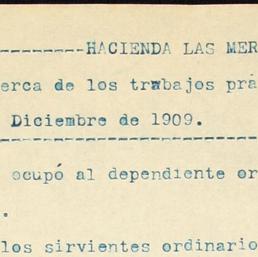 ---------HACIENDA LAS MER
erca de los trabajos prá
Diciembre de 1909.
-----------------------
ocupó al dependiente or
.
los sirvientes ordinario